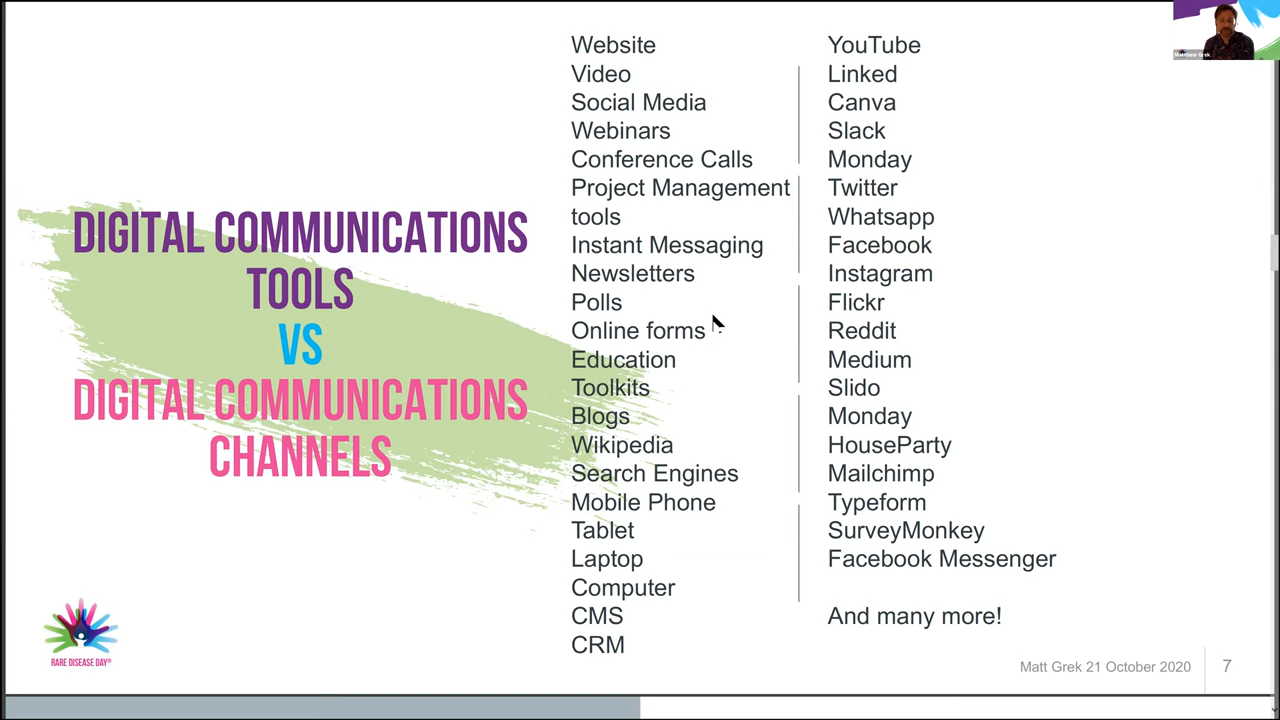 DIGITAL COMMUNICATIONS
TOOLS
VS
DIGITAL COMMUNICATIONS
CHANNELS
Website
Video
Social Media
Webinars
Conference Calls
Project Management
tools
Instant Messaging
Newsletters
Polls
Online forms
Education
Toolkits
Blogs
Wikipedia
Search Engines
Mobile Phone
Tablet
Laptop
Computer
CMS
CRM
YouTube
Linked
Canva
Slack
Monday
Twitter
Whatsapp
Facebook
Instagram
Flickr
Reddit
Medium
Slido
Monday
HouseParty
Mailchimp
Typeform
SurveyMonkey
Facebook Messenger
And many more!
RARE DISEASE DAY®
Matt Grek 21 October 2020
7
Matthew Grek